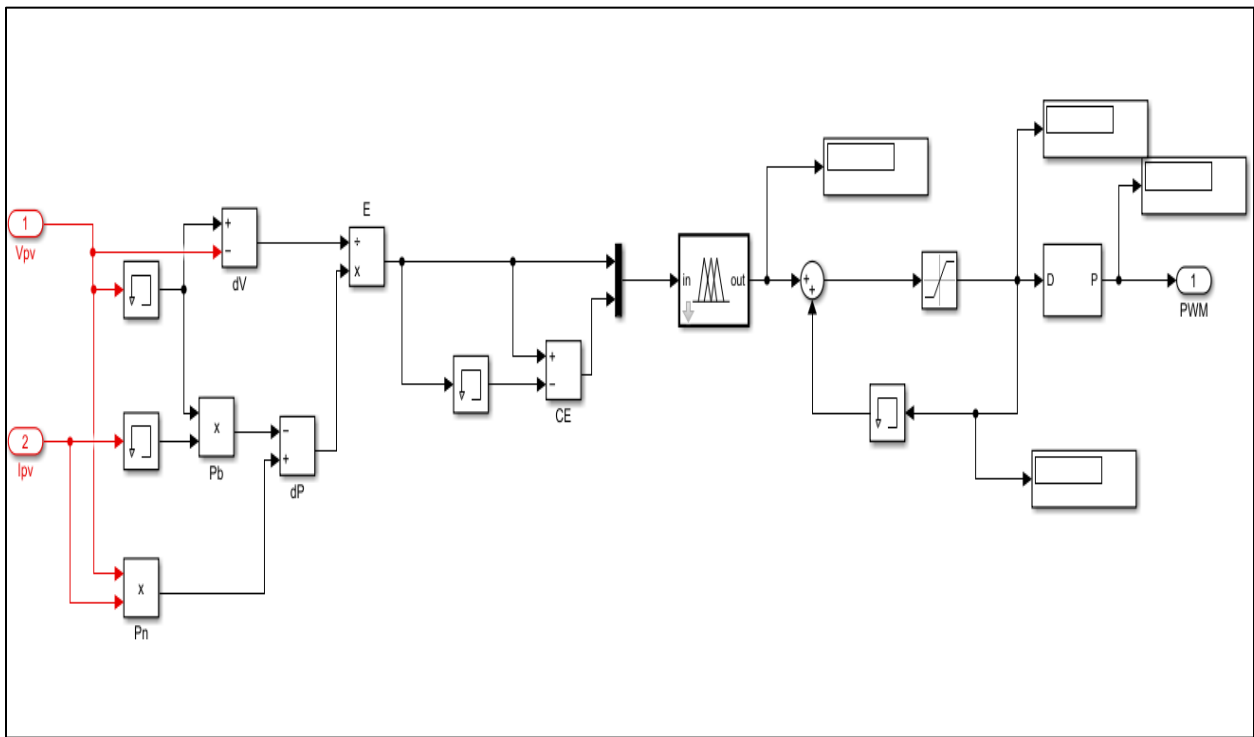 1
Vpv
+
−
dV
E
÷
x
in
out
+
+
D
P
1
PWM
+
−
CE
2
Ipv
x
Pb
−
+
dP
x
Pn